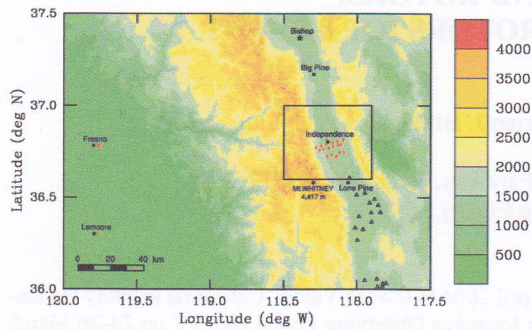 37.5
Bishop
Big Pine
37.0
Independence
Fresno
Latitude (deg N)
36.5
Mt.WHITNEY
4,417 m
Lone Pine
Lemoore
0 10 20 40 km
36.0
120.0 119.5 119.0 118.5 118.0 117.5
Longitude (deg W)
4000
3500
3000
2500
2000
1500
1000
500